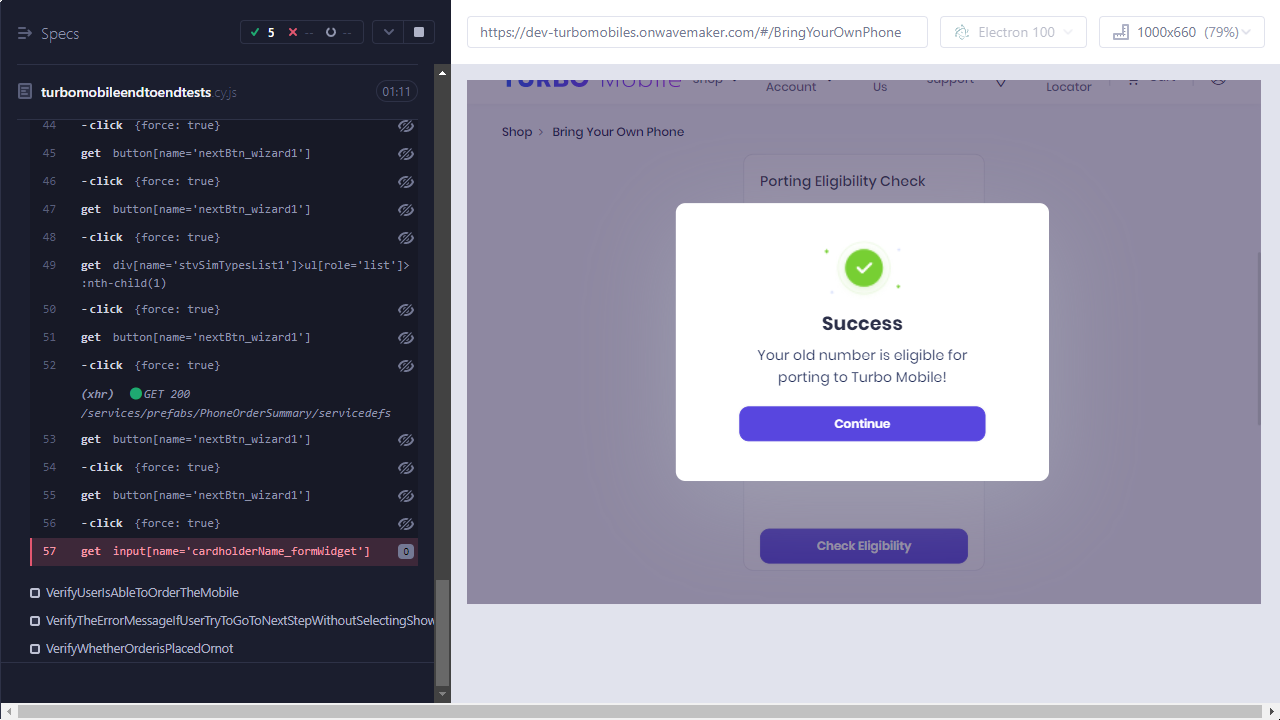 Specs
5
--
--
https://dev-turbomobiles.onwavemaker.com/#/BringYourOwnPhone
Electron 100
1000x660 (79%)
turbomobileendtoendtests.cy.js
01:11
44 -click {force: true}
45 get button[name='nextBtn_wizard1']
46 -click {force: true}
47 get button[name='nextBtn_wizard1']
48 -click {force: true}
49 get div[name='stvSimTypesList1']>ul[role='list']>
:nth-child(1)
50 -click {force: true}
51 get button[name='nextBtn_wizard1']
52 -click {force: true}
(xhr) GET 200
/services/prefabs/PhoneOrderSummary/servicedefs
53 get button[name='nextBtn_wizard1']
54 -click {force: true}
55 get button[name='nextBtn_wizard1']
56 -click {force: true}
57 get input[name='cardholderName_formWidget'] 0
VerifyUserIsAbleToOrderTheMobile
VerifyTheErrorMessageIfUserTryToGoToNextStepWithoutSelectingShow
VerifyWhetherOrderisPlacedOrnot
TURBO Mobile
Shop
Account
Us
Support
Locator
Cart
Shop > Bring Your Own Phone
Porting Eligibility Check
Success
Your old number is eligible for
porting to Turbo Mobile!
Continue
Check Eligibility